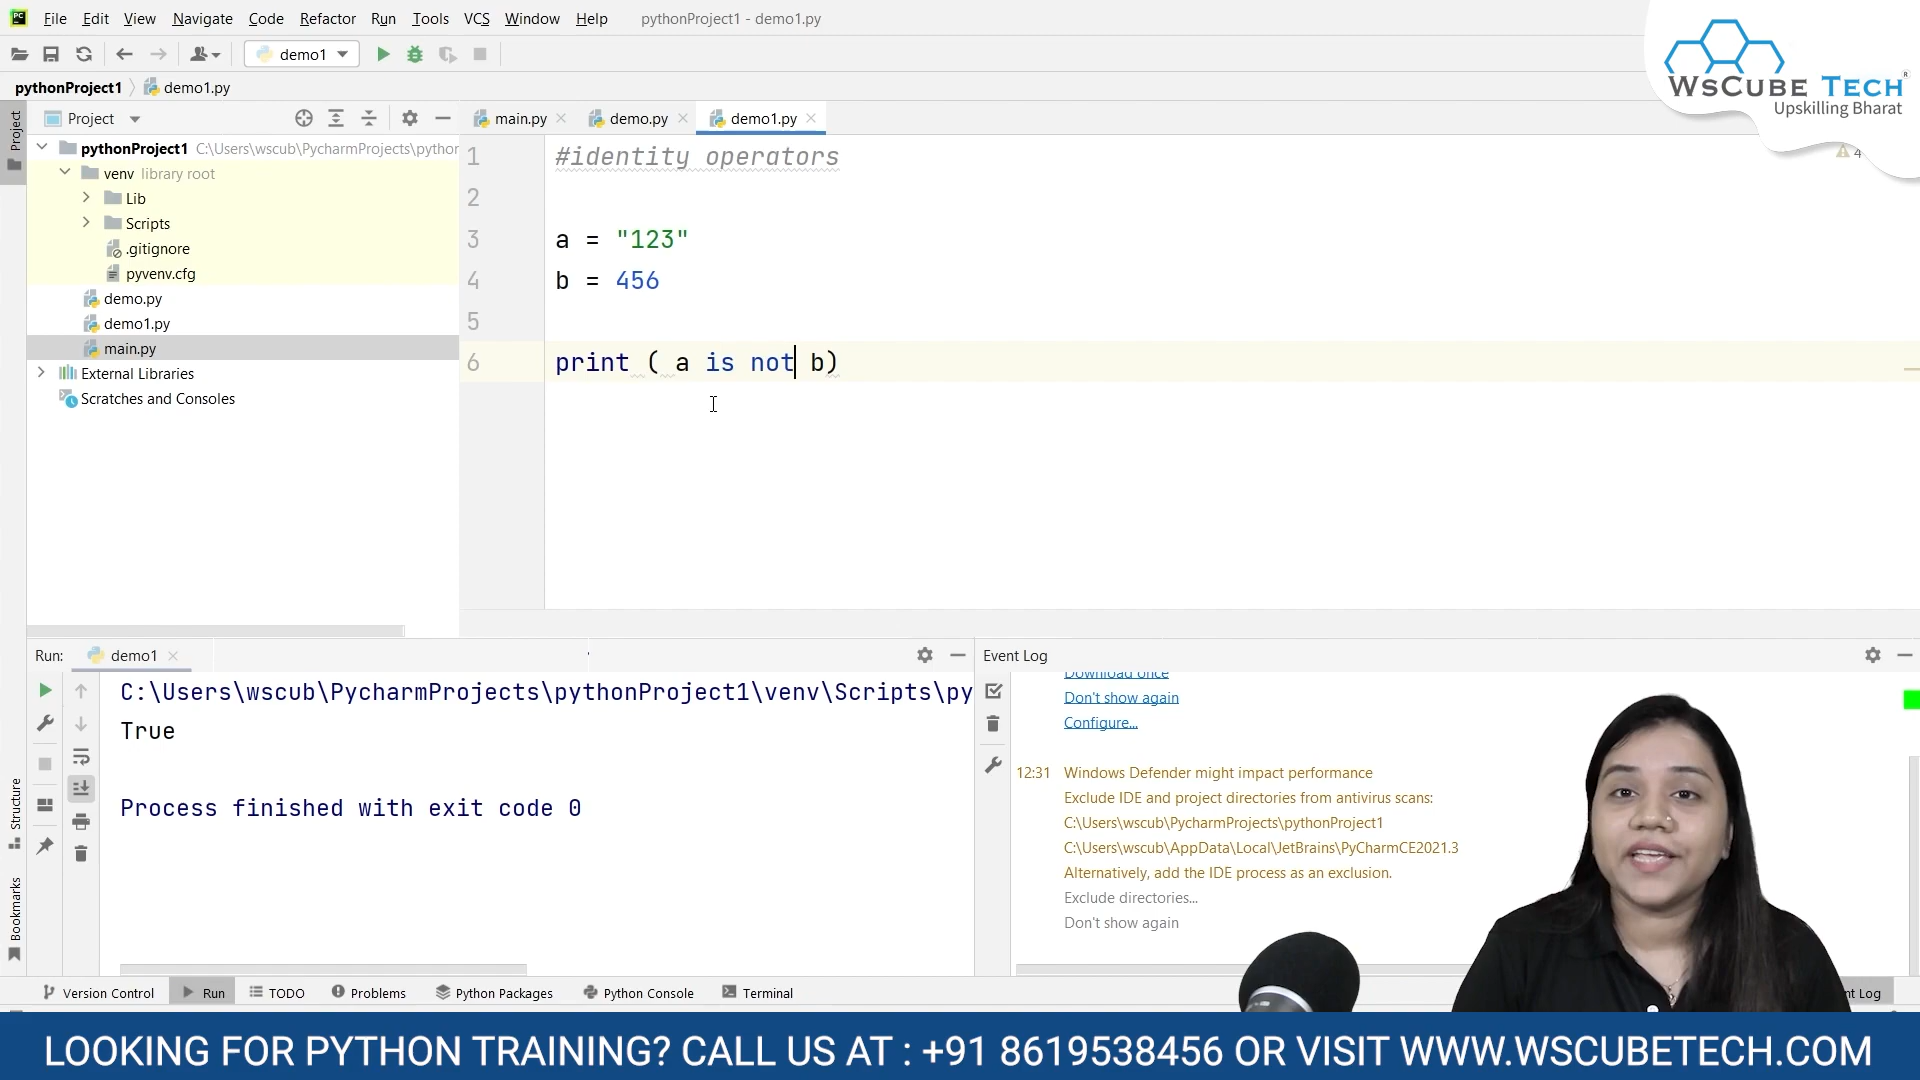 File Edit View Navigate Code Refactor Run Tools VCS Window Help pythonProject1 - demo1.py
demo1
WsCube Tech
Upskilling Bharat
pythonProject1 demo1.py
Project
Project
main.py demo.py demo1.py
pythonProject1 C:\Users\wscub\PycharmProjects\python
venv library root
Lib
Scripts
.gitignore
pyvenv.cfg
demo.py
demo1.py
main.py
External Libraries
Scratches and Consoles
1 #identity operators
2
3 a = "123"
4 b = 456
5
6 print ( a is not b)
4
Run: demo1
C:\Users\wscub\PycharmProjects\pythonProject1\venv\Scripts\py
True
Process finished with exit code 0
Event Log
Download once
Don't show again
Configure...
12:31 Windows Defender might impact performance
Exclude IDE and project directories from antivirus scans:
C:\Users\wscub\PycharmProjects\pythonProject1
C:\Users\wscub\AppData\Local\JetBrains\PyCharmCE2021.3
Alternatively, add the IDE process as an exclusion.
Exclude directories...
Don't show again
Structure
Bookmarks
Version Control Run TODO Problems Python Packages Python Console Terminal nt Log
LOOKING FOR PYTHON TRAINING? CALL US AT : +91 8619538456 OR VISIT WWW.WSCUBETECH.COM